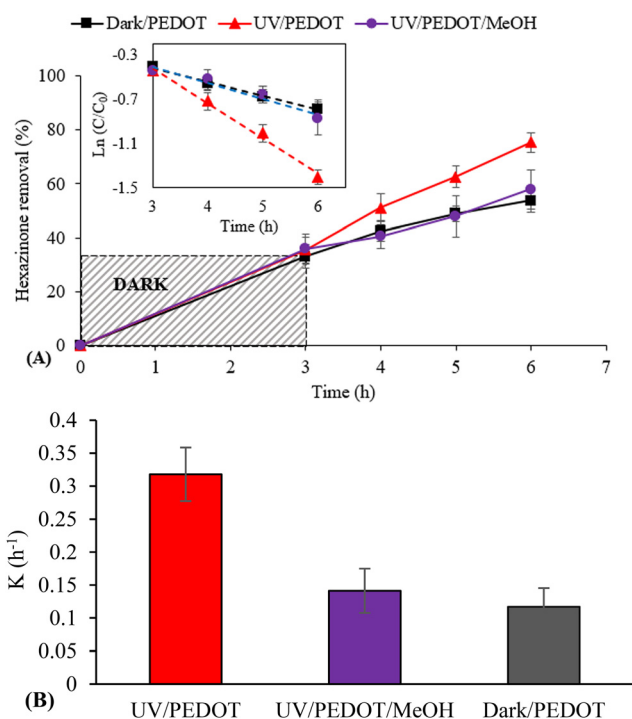 Dark/PEDOT UV/PEDOT UV/PEDOT/MeOH
Hexazinone removal (%)
100
80
60
40
20
0
Ln (C/C₀)
-0.3
-0.7
-1.1
-1.5
3 4 5 6
Time (h)
DARK
(A)
0 1 2 3 4 5 6 7
Time (h)
K (h⁻¹)
0.4
0.35
0.3
0.25
0.2
0.15
0.1
0.05
0
(B)
UV/PEDOT UV/PEDOT/MeOH Dark/PEDOT